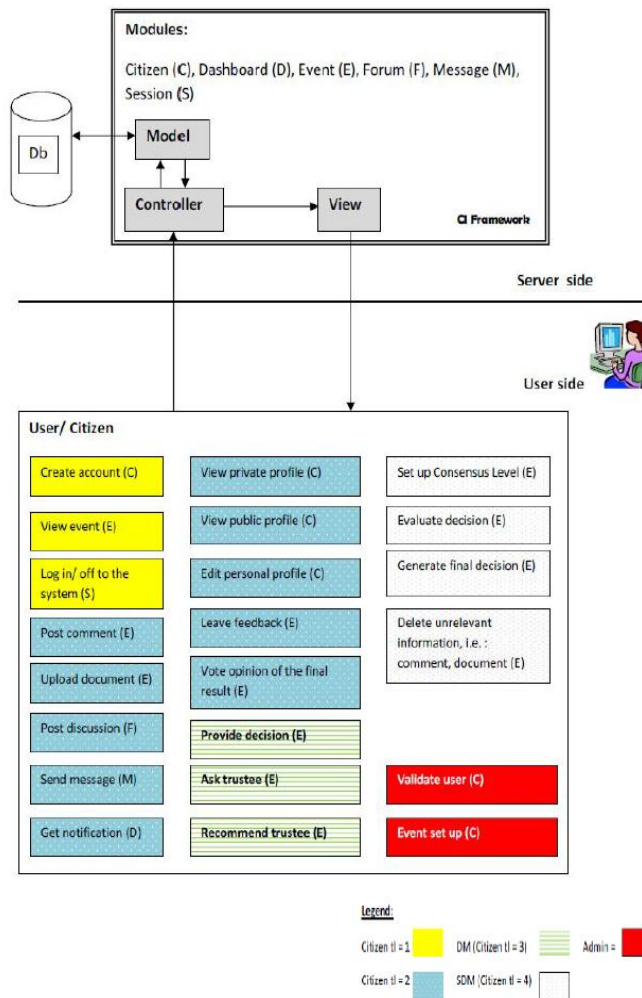 Modules:
Citizen (C), Dashboard (D), Event (E), Forum (F), Message (M),
Session (S)
Db
Model
Controller
View
CI Framework
Server side
User side
User/ Citizen
Create account (C)
View event (E)
Log in/ off to the
system (S)
Post comment (E)
Upload document (E)
Post discussion (F)
Send message (M)
Get notification (D)
View private profile (C)
View public profile (C)
Edit personal profile (C)
Leave feedback (E)
Vote opinion of the final
result (E)
Provide decision (E)
Ask trustee (E)
Recommend trustee (E)
Set up Consensus Level (E)
Evaluate decision (E)
Generate final decision (E)
Delete unrelevant
information, i.e. :
comment, document (E)
Validate user (C)
Event set up (C)
Legend:
Citizen tl = 1
DM (Citizen tl = 3)
Admin =
Citizen tl = 2
SDM (Citizen tl = 4)